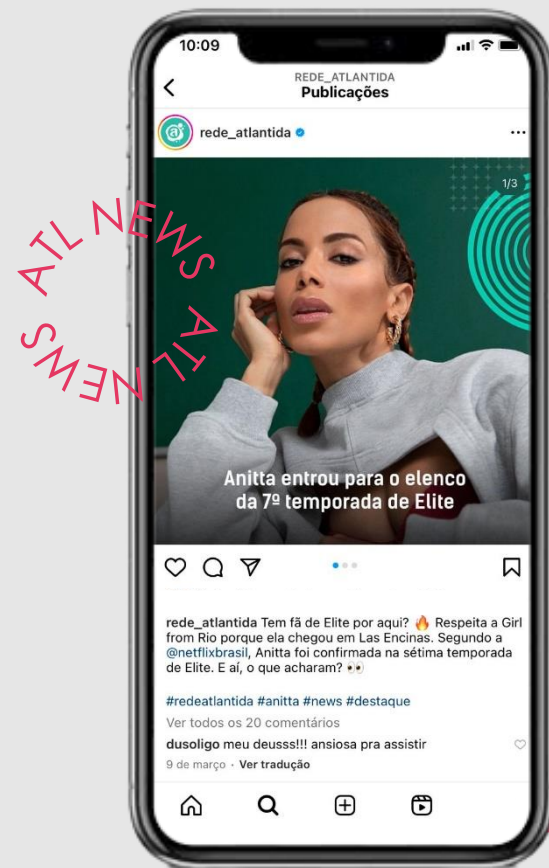 10:09
REDE_ATLANTIDA
Publicações
rede_atlantida
1/3
ATL NEWS ATL NEWS
Anitta entrou para o elenco
da 7ª temporada de Elite
rede_atlantida Tem fã de Elite por aqui? 🔥 Respeita a Girl
from Rio porque ela chegou em Las Encinas. Segundo a
@netflixbrasil, Anitta foi confirmada na sétima temporada
de Elite. E aí, o que acharam? 👀
#redeatlantida #anitta #news #destaque
Ver todos os 20 comentários
dusoligo meu deusss!!! ansiosa pra assistir
9 de março · Ver tradução